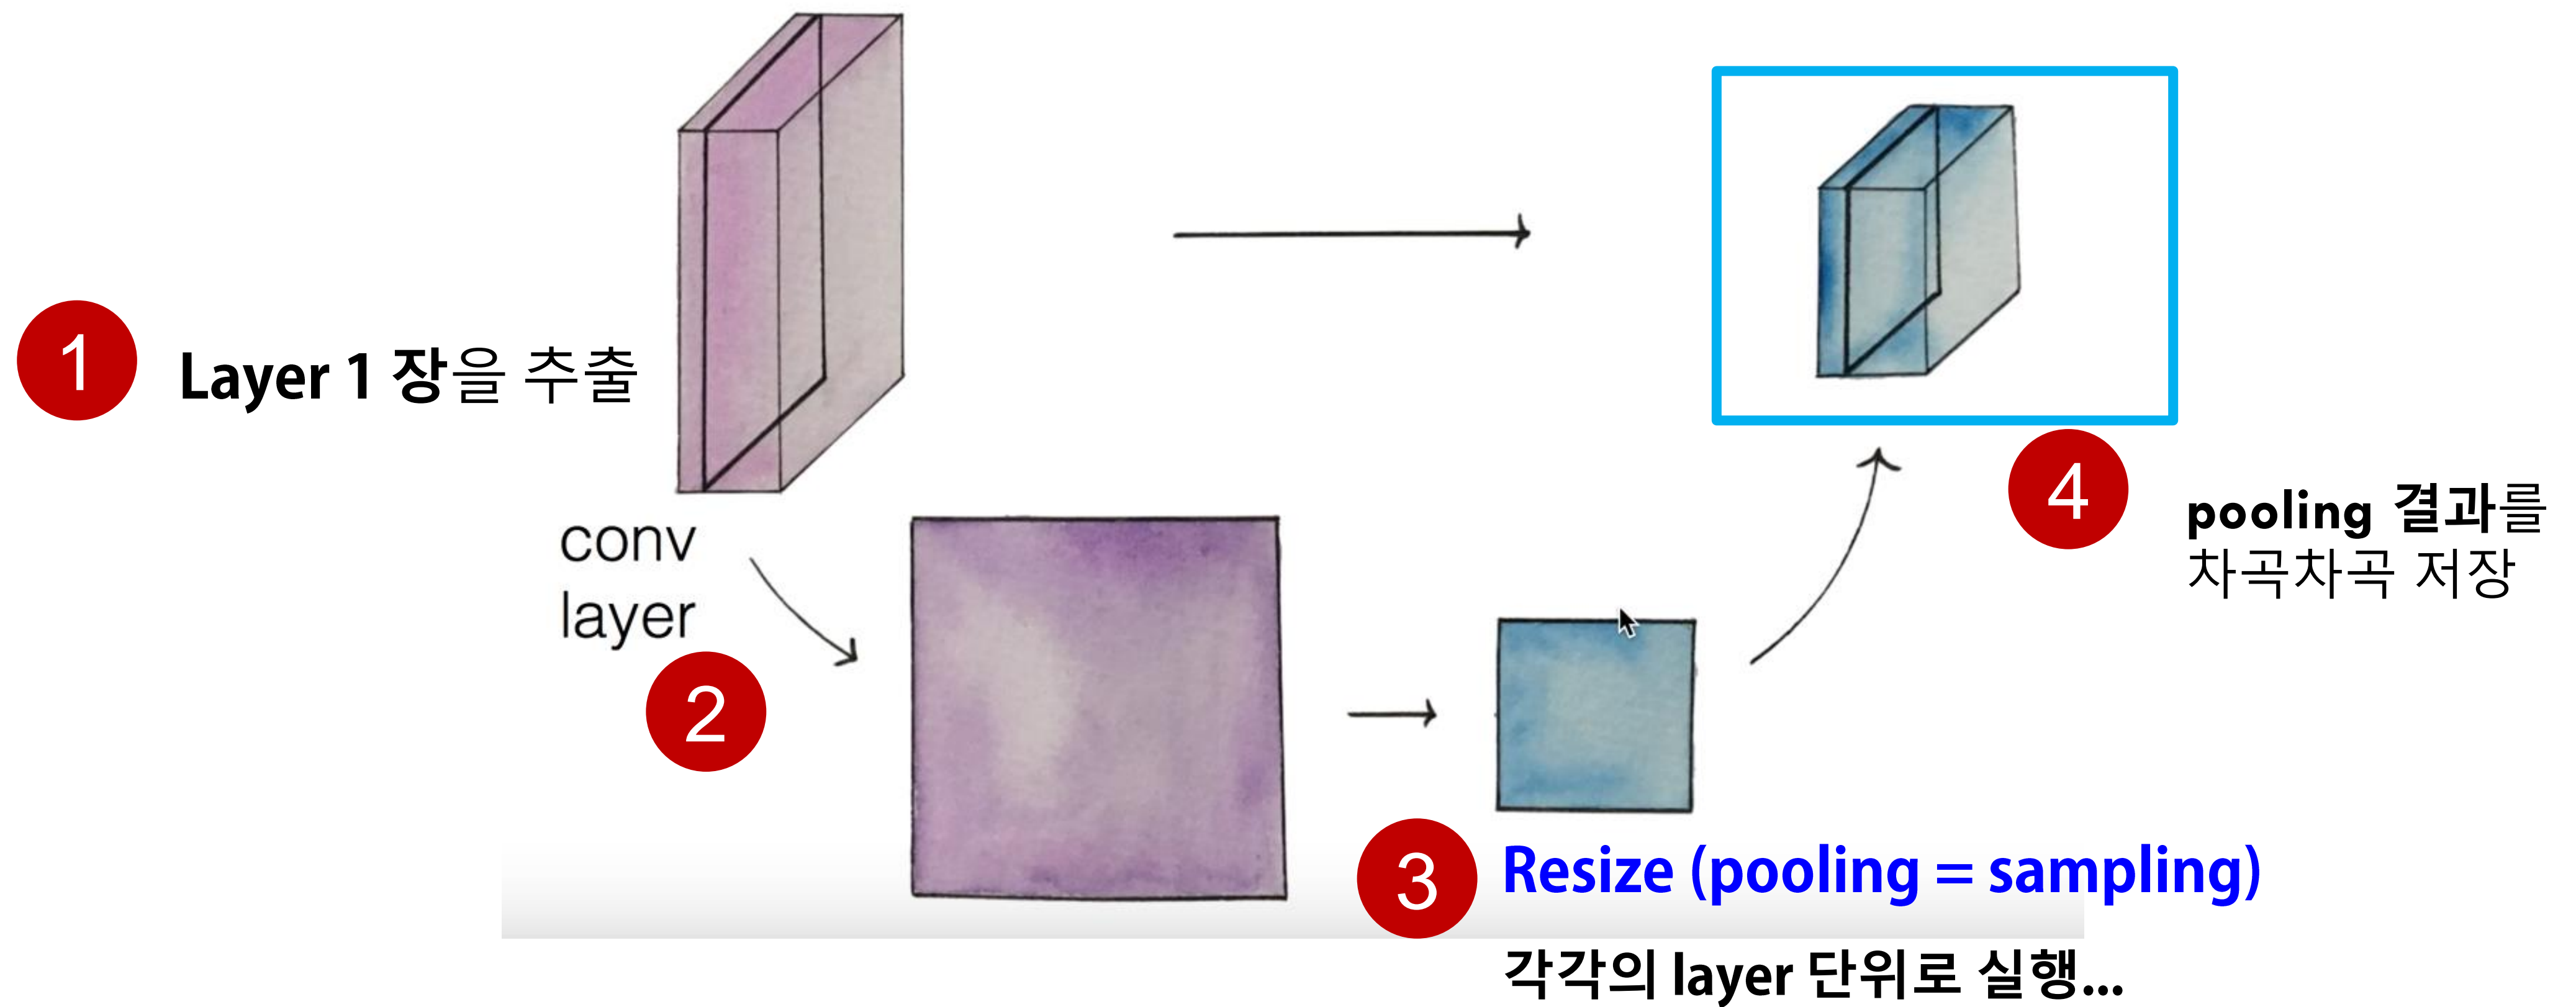 1
Layer 1 장을 추출
conv
layer
2
3
Resize (pooling = sampling)
각각의 layer 단위로 실행...
4
pooling 결과를
차곡차곡 저장